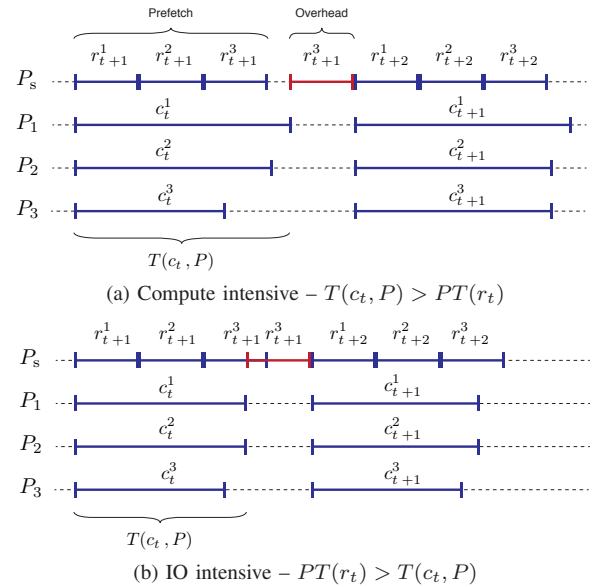 Prefetch Overhead
r^1_{t+1} r^2_{t+1} r^3_{t+1} r^3_{t+1} r^1_{t+2} r^2_{t+2} r^3_{t+2}
P_s
c^1_t c^1_{t+1}
P_1
c^2_t c^2_{t+1}
P_2
c^3_t c^3_{t+1}
P_3
T(c_t, P)
(a) Compute intensive – T(c_t, P) > PT(r_t)
r^1_{t+1} r^2_{t+1} r^3_{t+1} r^3_{t+1} r^1_{t+2} r^2_{t+2} r^3_{t+2}
P_s
c^1_t c^1_{t+1}
P_1
c^2_t c^2_{t+1}
P_2
c^3_t c^3_{t+1}
P_3
T(c_t, P)
(b) IO intensive – PT(r_t) > T(c_t, P)